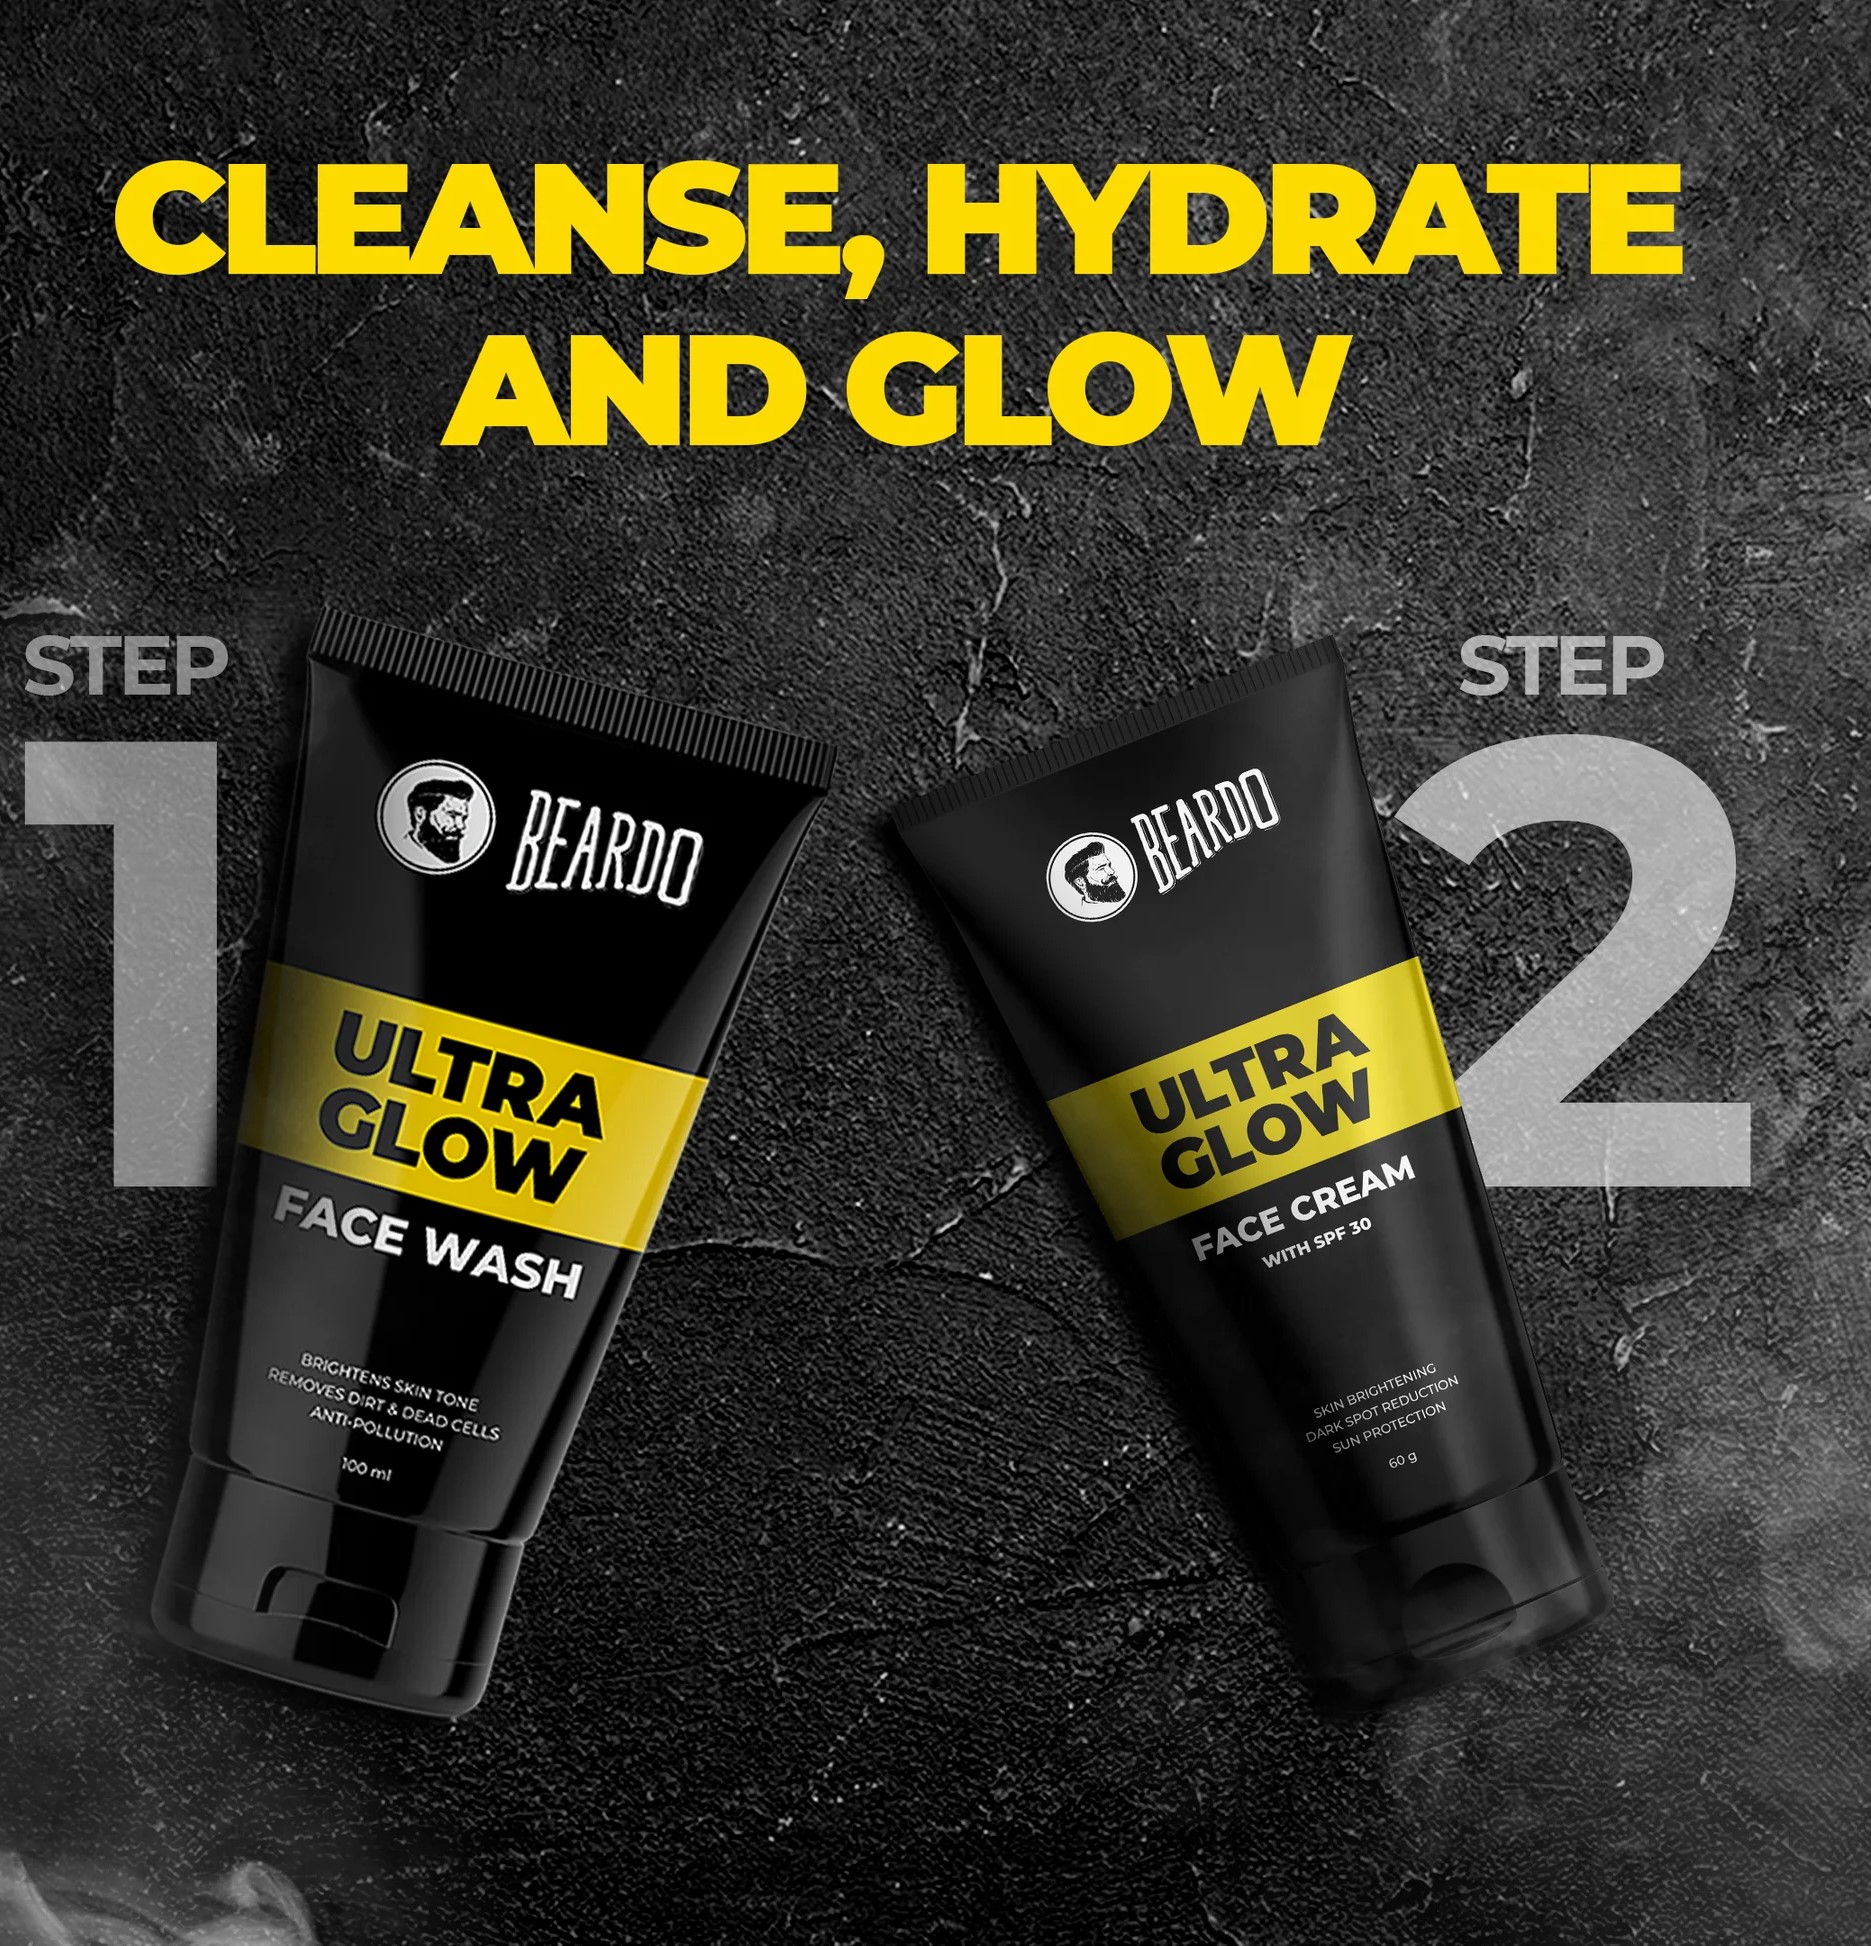 CLEANSE, HYDRATE
AND GLOW
STEP
1
BEARDO
ULTRA
GLOW
FACE WASH
BRIGHTENS SKIN TONE
REMOVES DIRT & DEAD CELLS
ANTI-POLLUTION
100 ml
STEP
2
BEARDO
ULTRA
GLOW
FACE CREAM
WITH SPF 30
SKIN BRIGHTENING
DARK SPOT REDUCTION
SUN PROTECTION
60 g